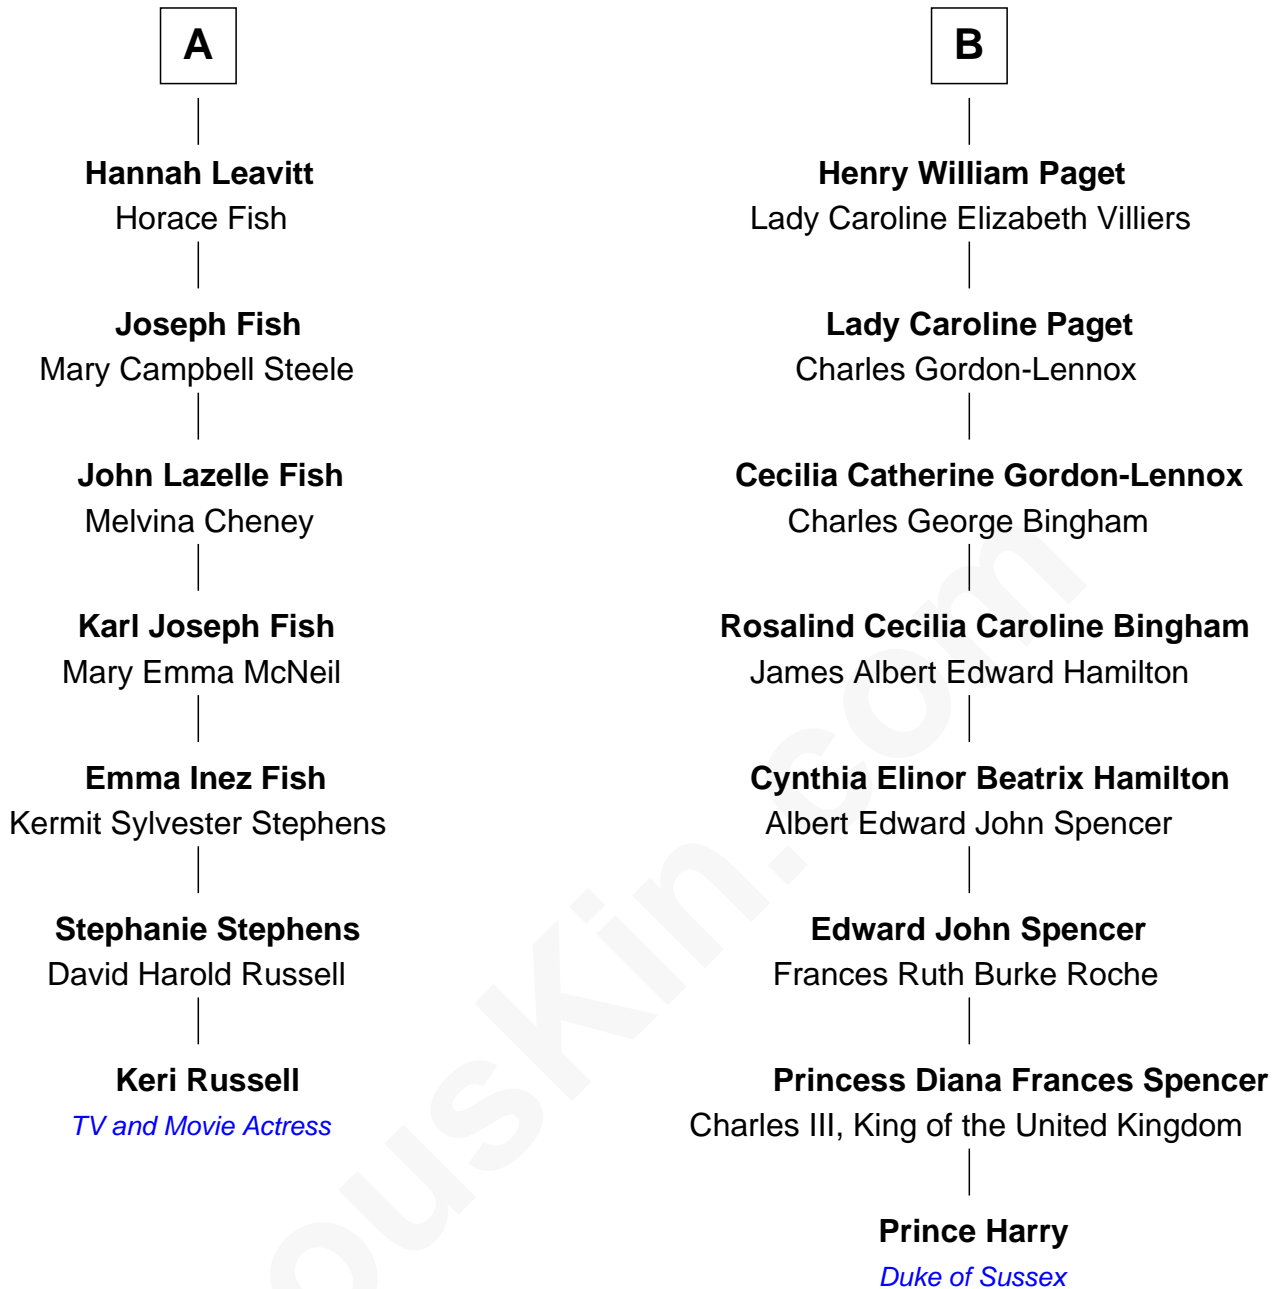 A
Hannah Leavitt
Horace Fish
Joseph Fish
Mary Campbell Steele
John Lazelle Fish
Melvina Cheney
Karl Joseph Fish
Mary Emma McNeil
Emma Inez Fish
Kermit Sylvester Stephens
Stephanie Stephens
David Harold Russell
Keri Russell
TV and Movie Actress
B
Henry William Paget
Lady Caroline Elizabeth Villiers
Lady Caroline Paget
Charles Gordon-Lennox
Cecilia Catherine Gordon-Lennox
Charles George Bingham
Rosalind Cecilia Caroline Bingham
James Albert Edward Hamilton
Cynthia Elinor Beatrix Hamilton
Albert Edward John Spencer
Edward John Spencer
Frances Ruth Burke Roche
Princess Diana Frances Spencer
Charles III, King of the United Kingdom
Prince Harry
Duke of Sussex
ousKin.com